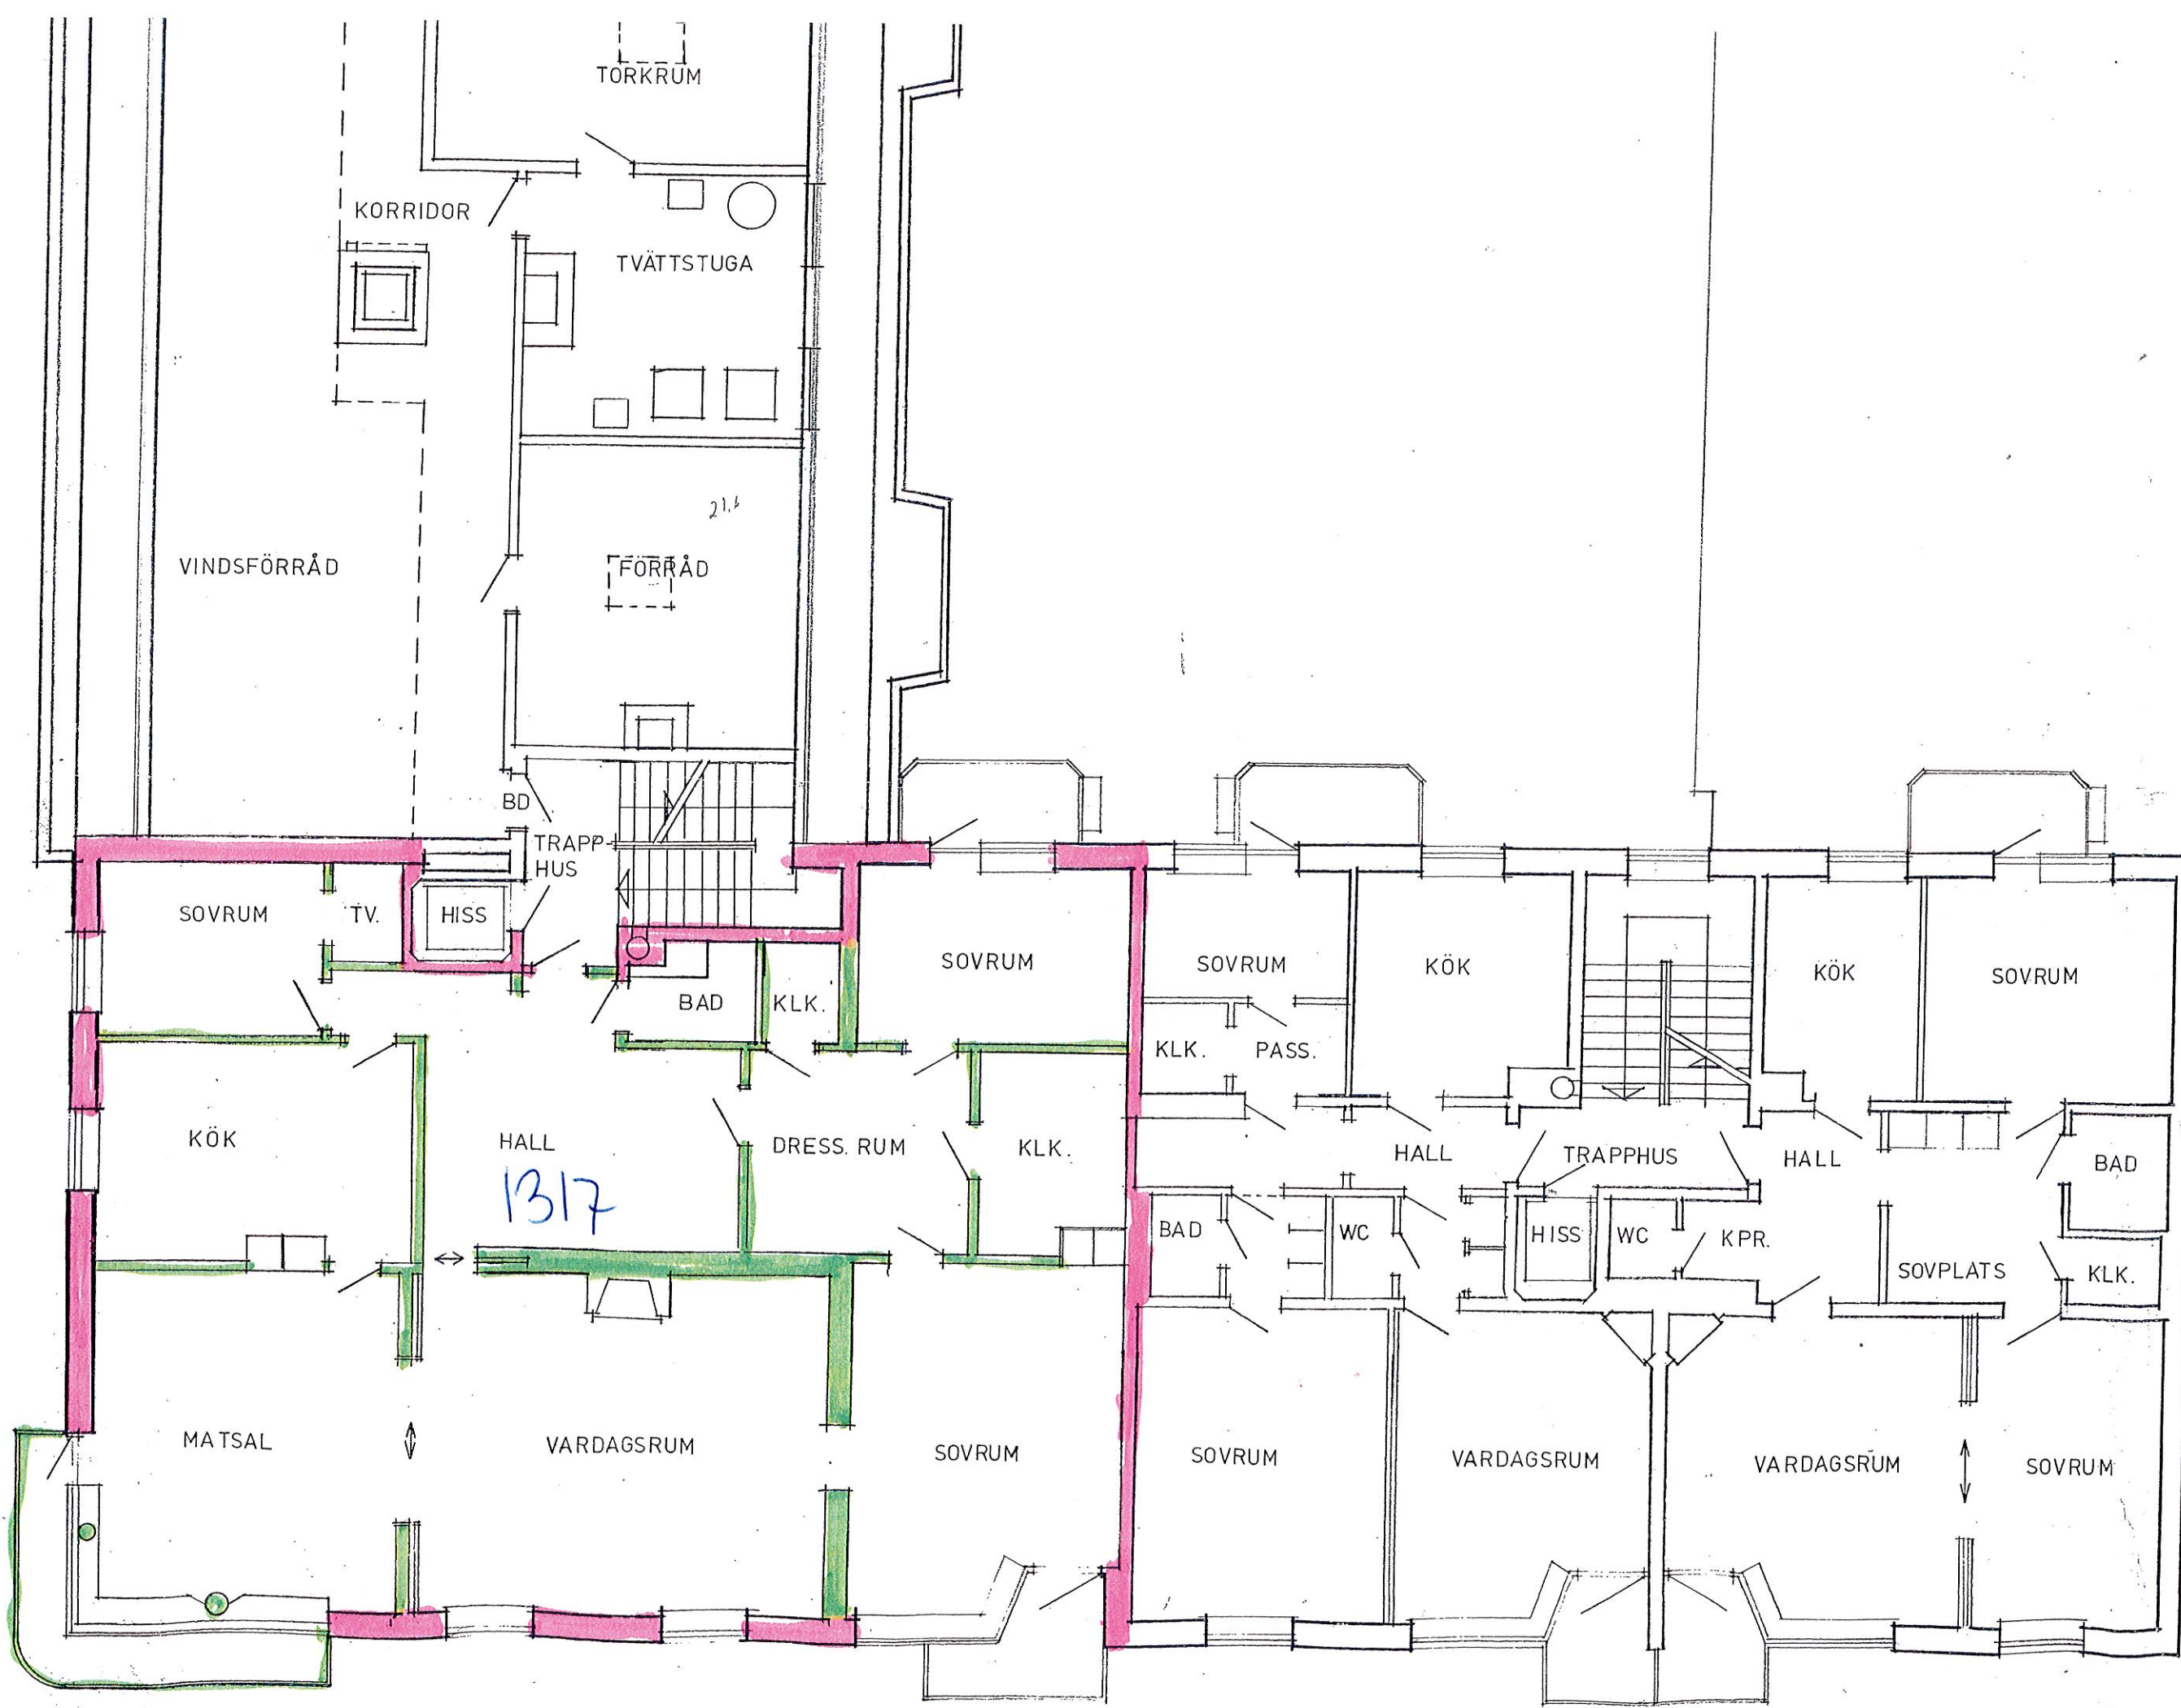 TORKRUM
KORRIDOR
TVÄTTSTUGA
VINDSFÖRRÅD
FÖRRÅD
BD
TRAPP-
HUS
SOVRUM
TV.
HISS
BAD
KLK.
SOVRUM
KÖK
HALL
1317
DRESS. RUM
KLK.
MATSAL
VARDAGSRUM
SOVRUM
SOVRUM
KÖK
KLK.
PASS.
HALL
TRAPPHUS
BAD
WC
HISS
SOVRUM
VARDAGSRUM
KÖK
SOVRUM
HALL
BAD
WC
KPR.
SOVPLATS
KLK.
VARDAGSRUM
SOVRUM